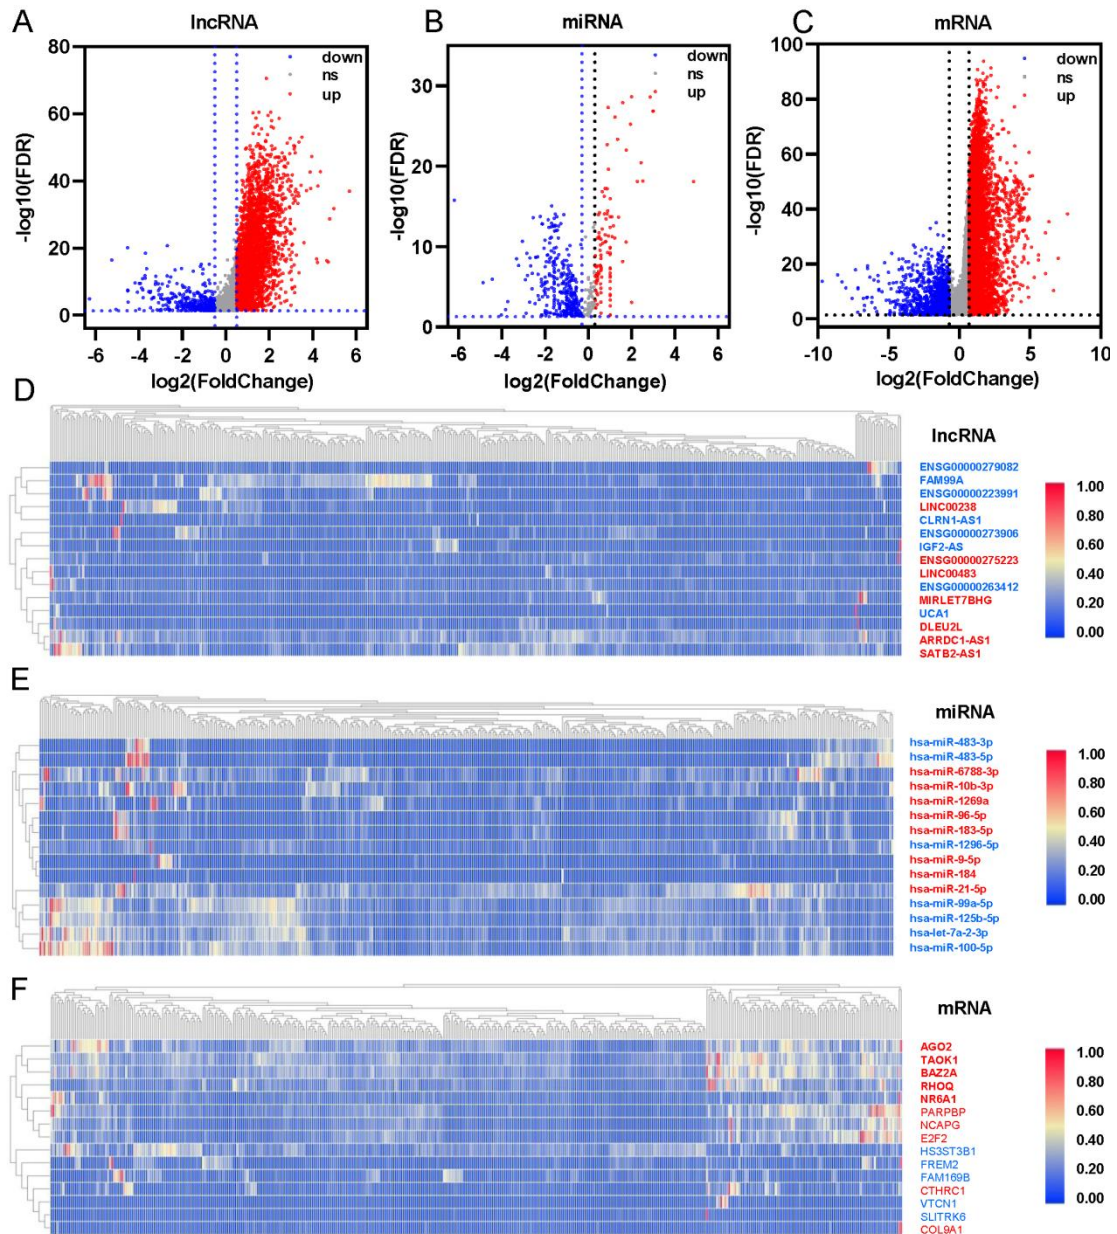 A
lncRNA
80
60
40
20
0
-log10(FDR)
-6
-4
-2
0
2
4
6
log2(FoldChange)
down
ns
up
B
miRNA
30
20
10
0
-log10(FDR)
-6
-4
-2
0
2
4
6
log2(FoldChange)
down
ns
up
C
mRNA
100
80
60
40
20
0
-log10(FDR)
-10
-5
0
5
10
log2(FoldChange)
down
ns
up
D
lncRNA
ENSG00000279082
FAM99A
ENSG00000223991
LINC00238
CLRN1-AS1
ENSG00000273906
IGF2-AS
ENSG00000275223
LINC00483
ENSG00000263412
MIRLET7BHG
UCA1
DLEU2L
ARRDC1-AS1
SATB2-AS1
1.00
0.80
0.60
0.40
0.20
0.00
E
miRNA
hsa-miR-483-3p
hsa-miR-483-5p
hsa-miR-6788-3p
hsa-miR-10b-3p
hsa-miR-1269a
hsa-miR-96-5p
hsa-miR-183-5p
hsa-miR-1296-5p
hsa-miR-9-5p
hsa-miR-184
hsa-miR-21-5p
hsa-miR-99a-5p
hsa-miR-125b-5p
hsa-let-7a-2-3p
hsa-miR-100-5p
1.00
0.80
0.60
0.40
0.20
0.00
F
mRNA
AGO2
TAOK1
BAZ2A
RHOQ
NR6A1
PARPBP
NCAPG
E2F2
HS3ST3B1
FREM2
FAM169B
CTHRC1
VTCN1
SLITRK6
COL9A1
1.00
0.80
0.60
0.40
0.20
0.00